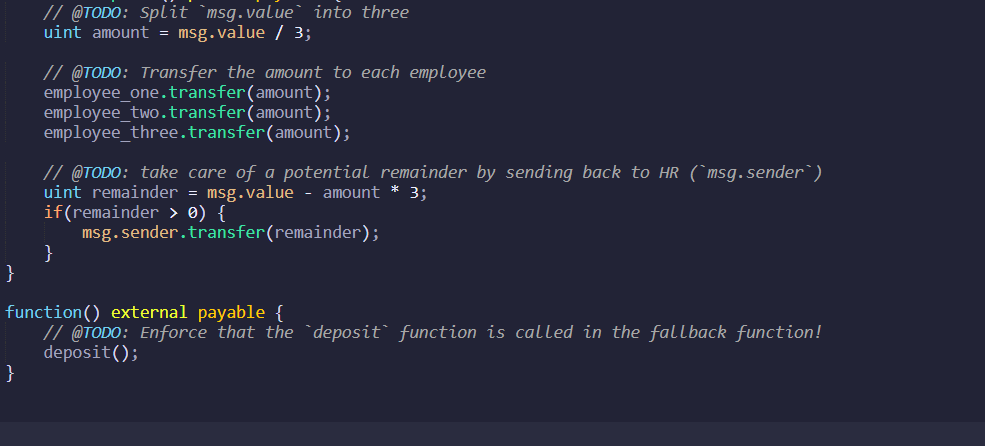 // @TODO: Split `msg.value` into three
uint amount = msg.value / 3;
// @TODO: Transfer the amount to each employee
employee_one.transfer(amount);
employee_two.transfer(amount);
employee_three.transfer(amount);
// @TODO: take care of a potential remainder by sending back to HR (`msg.sender`)
uint remainder = msg.value - amount * 3;
if(remainder > 0) {
msg.sender.transfer(remainder);
}
}
function() external payable {
// @TODO: Enforce that the `deposit` function is called in the fallback function!
deposit();
}